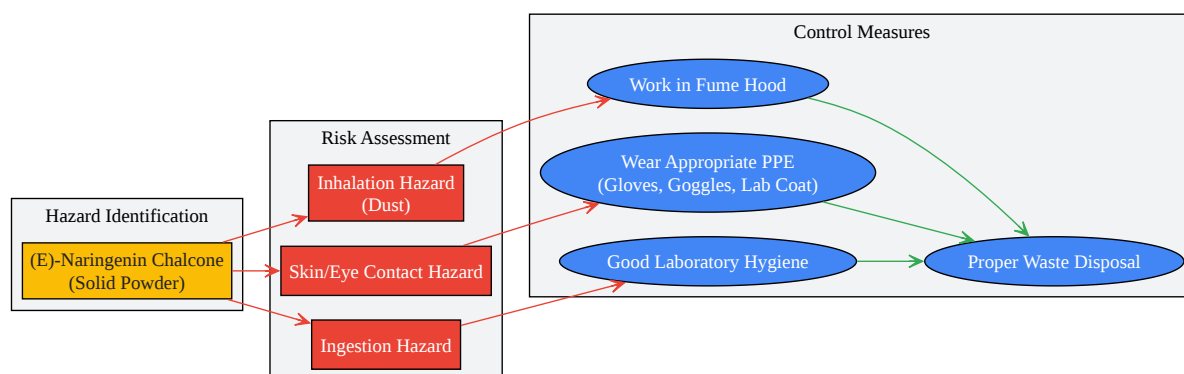 Hazard Identification
(E)-Naringenin Chalcone
(Solid Powder)
Risk Assessment
Inhalation Hazard
(Dust)
Skin/Eye Contact Hazard
Ingestion Hazard
Control Measures
Work in Fume Hood
Wear Appropriate PPE
(Gloves, Goggles, Lab Coat)
Good Laboratory Hygiene
Proper Waste Disposal